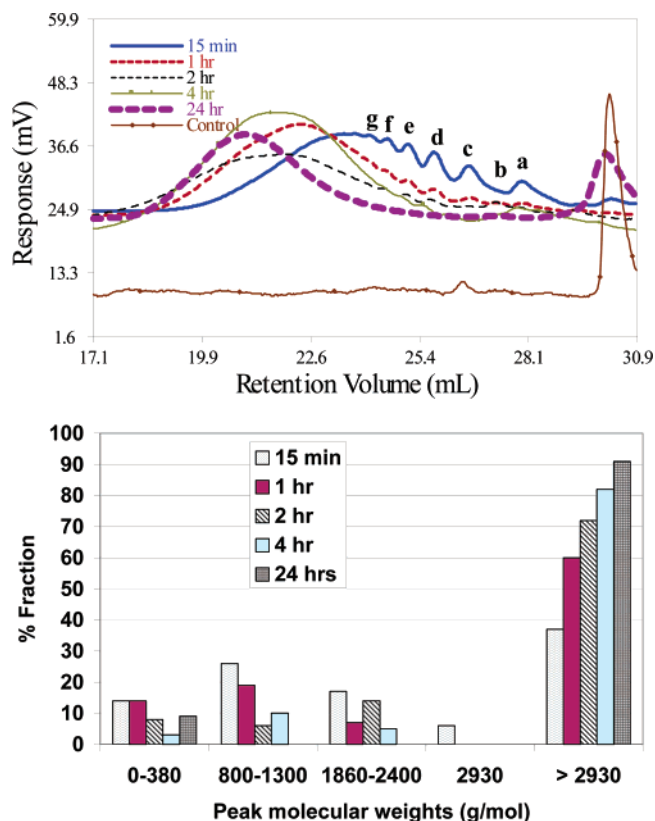 59.9
48.3
36.6
24.9
13.3
1.6
Response (mV)
15 min
1 hr
2 hr
4 hr
24 hr
Control
g f e d c b a
17.1 19.9 22.6 25.4 28.1 30.9
Retention Volume (mL)
100
90
80
70
60
50
40
30
20
10
0
% Fraction
15 min
1 hr
2 hr
4 hr
24 hrs
0-380 800-1300 1860-2400 2930 > 2930
Peak molecular weights (g/mol)